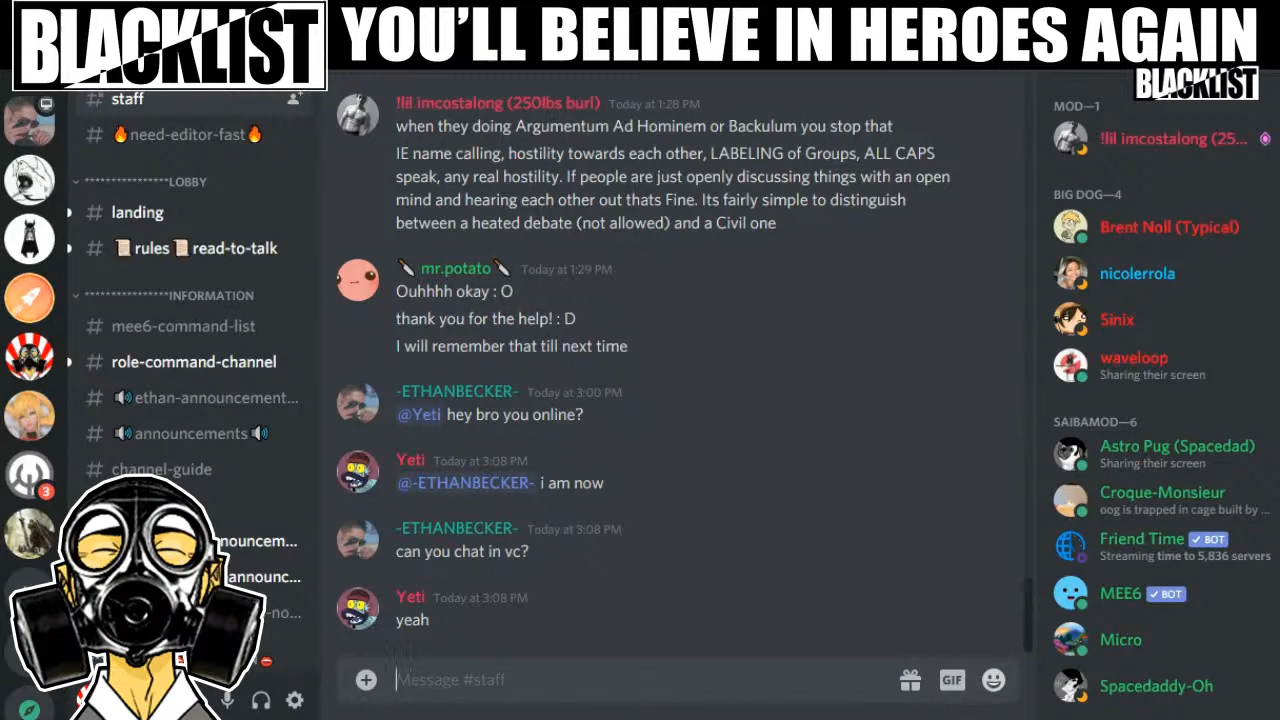 BLACKLIST
YOU'LL BELIEVE IN HEROES AGAIN
BLACKLIST
staff
🔥need-editor-fast🔥
****************LOBBY
landing
📜rules📜read-to-talk
****************INFORMATION
mee6-command-list
role-command-channel
🔊ethan-announcement...
🔊announcements🔊
channel-guide
3
nouncem...
announc...
-no...
!lil imcostalong (250lbs burl) Today at 1:28 PM
when they doing Argumentum Ad Hominem or Backulum you stop that
IE name calling, hostility towards each other, LABELING of Groups, ALL CAPS
speak, any real hostility. If people are just openly discussing things with an open
mind and hearing each other out thats Fine. Its fairly simple to distinguish
between a heated debate (not allowed) and a Civil one
🔪mr.potato🔪 Today at 1:29 PM
Ouhhhh okay : O
thank you for the help! : D
I will remember that till next time
-ETHANBECKER- Today at 3:00 PM
@Yeti hey bro you online?
Yeti Today at 3:08 PM
@-ETHANBECKER- i am now
-ETHANBECKER- Today at 3:08 PM
can you chat in vc?
Yeti Today at 3:08 PM
yeah
Message #staff
GIF
MOD—1
!lil imcostalong (25...
BIG DOG—4
Brent Noll (Typical)
nicolerrola
Sinix
waveloop
Sharing their screen
SAIBAMOD—6
Astro Pug (Spacedad)
Sharing their screen
Croque-Monsieur
oog is trapped in cage built by ...
Friend Time ✓ BOT
Streaming time to 5,836 servers
MEE6 ✓ BOT
Micro
Spacedaddy-Oh